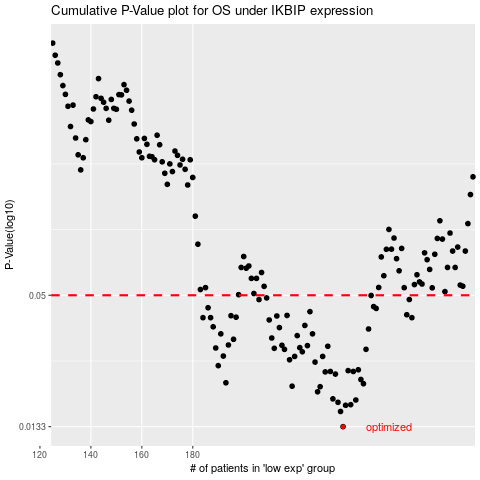 Cumulative P-Value plot for OS under IKBIP expression
P-Value(log10)
0.05
0.0133
optimized
120 140 160 180
# of patients in 'low exp' group